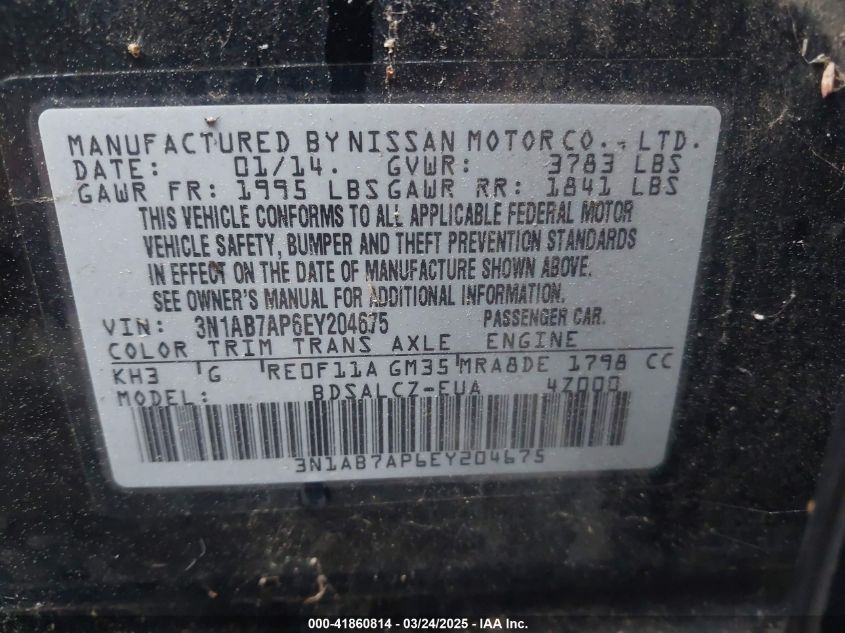 MANUFACTURED BY NISSAN MOTOR CO., LTD.
DATE: 01/14. GVWR: 3783 LBS
GAWR FR: 1995 LBS GAWR RR: 1841 LBS
THIS VEHICLE CONFORMS TO ALL APPLICABLE FEDERAL MOTOR
VEHICLE SAFETY, BUMPER AND THEFT PREVENTION STANDARDS
IN EFFECT ON THE DATE OF MANUFACTURE SHOWN ABOVE.
SEE OWNER'S MANUAL FOR ADDITIONAL INFORMATION.
VIN: 3N1AB7AP6EY204675 PASSENGER CAR.
COLOR TRIM TRANS AXLE ENGINE
KH3 G RE0F11A GM35 MRA8DE 1798 CC
MODEL: BDSALCZ-EUA 4Z000
3N1AB7AP6EY204675
000-41860814 - 03/24/2025 - IAA Inc.